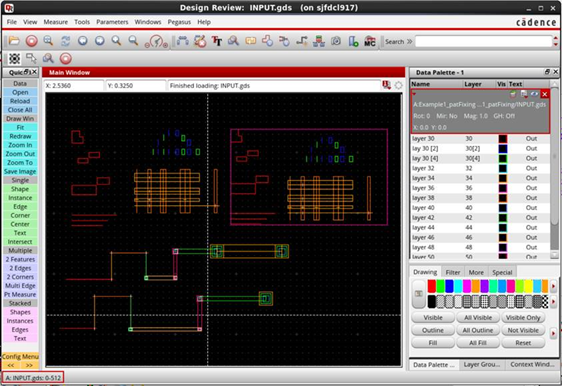 Design Review: INPUT.gds (on sjfdcl917)
File View Measure Tools Parameters Windows Pegasus Help
cādence
Search
Quic
Main Window
Data Palette - 1
Data
Open
Reload
Close All
Draw Win
Fit
Redraw
Zoom In
Zoom Out
Zoom To
Save Image
Single
Shape
Instance
Edge
Corner
Center
Text
Intersect
Multiple
2 Features
2 Edges
2 Corners
Multi Edge
Pt Measure
Stacked
Shapes
Instances
Edges
Text
Config Menu
<< >>
X: 2.5360 Y: 0.3250 Finished loading: INPUT.gds
Name Layer Vis Text
A:Example1_patFixing ...1_patFixing/INPUT.gds
Rot: 0 Mir: No Mag: 1.0 GH: Off
X: 0.0 Y: 0.0
layer 30 30 Out
lay 30 [2] 30[2] Out
lay 30 [4] 30[4] Out
layer 32 32 Out
layer 34 34 Out
layer 36 36 Out
layer 38 38 Out
layer 40 40 Out
layer 42 42 Out
layer 44 44 Out
layer 46 46 Out
layer 48 48 Out
layer 50 50 Out
Drawing Filter More Special
Visible All Visible Visible Only
Outline All Outline Not Visible
Fill All Fill Reset
Data Palette ... Layer Grou... Context Wind...
A: INPUT.gds: 0-512